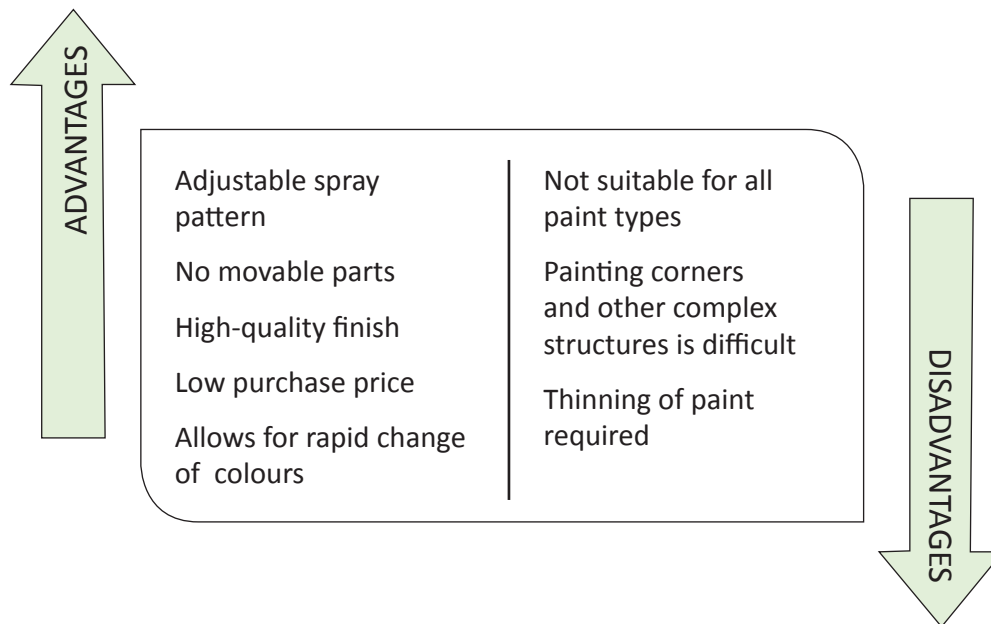 ADVANTAGES
Adjustable spray
pattern
No movable parts
High-quality finish
Low purchase price
Allows for rapid change
of colours
Not suitable for all
paint types
Painting corners
and other complex
structures is difficult
Thinning of paint
required
DISADVANTAGES